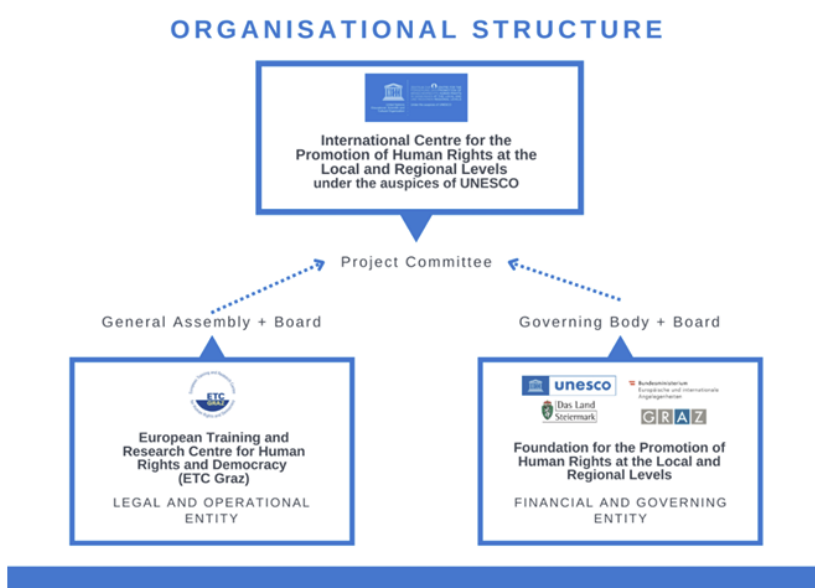 ORGANISATIONAL STRUCTURE
International Centre for the
Promotion of Human Rights at the
Local and Regional Levels
under the auspices of UNESCO
Project Committee
General Assembly + Board
Governing Body + Board
ETC
GRAZ
European Training and
Research Centre for Human
Rights and Democracy
(ETC Graz)
LEGAL AND OPERATIONAL
ENTITY
unesco
Bundesministerium
Europäische und internationale
Angelegenheiten
Das Land
Steiermark
GRAZ
Foundation for the Promotion of
Human Rights at the Local and
Regional Levels
FINANCIAL AND GOVERNING
ENTITY